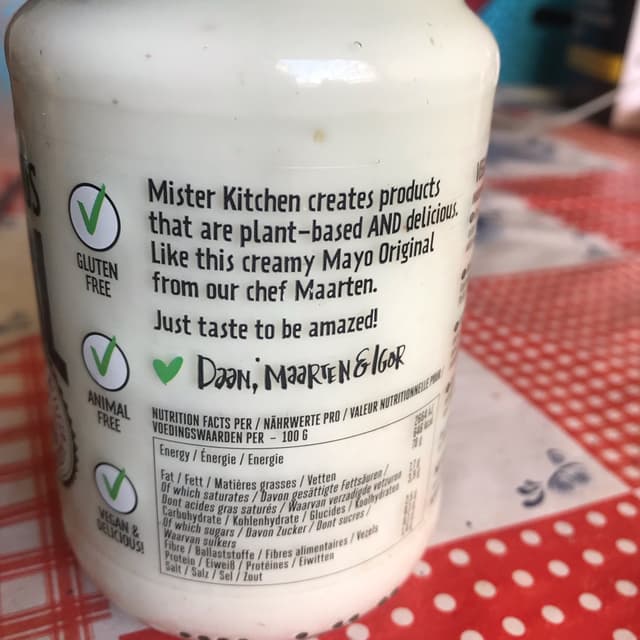 GLUTEN
FREE
ANIMAL
FREE
VEGAN &
DELICIOUS!
Mister Kitchen creates products
that are plant-based AND delicious.
Like this creamy Mayo Original
from our chef Maarten.
Just taste to be amazed!
Daan, Maarten & Igor
NUTRITION FACTS PER / NÄHRWERTE PRO / VALEUR NUTRITIONNELLE POUR /
VOEDINGSWAARDEN PER - 100 G
Energy / Énergie / Energie
Fat / Fett / Matières grasses / Vetten
Of which saturates / Davon gesättigte Fettsäuren /
Dont acides gras saturés / Waarvan verzadigde vetzuren
Carbohydrate / Kohlenhydrate / Glucides / Koolhydraten
Of which sugars / Davon Zucker / Dont sucres /
Waarvan suikers
Fibre / Ballaststoffe / Fibres alimentaires / Vezels
Protein / Eiweiß / Protéines / Eiwitten
Salt / Salz / Sel / Zout